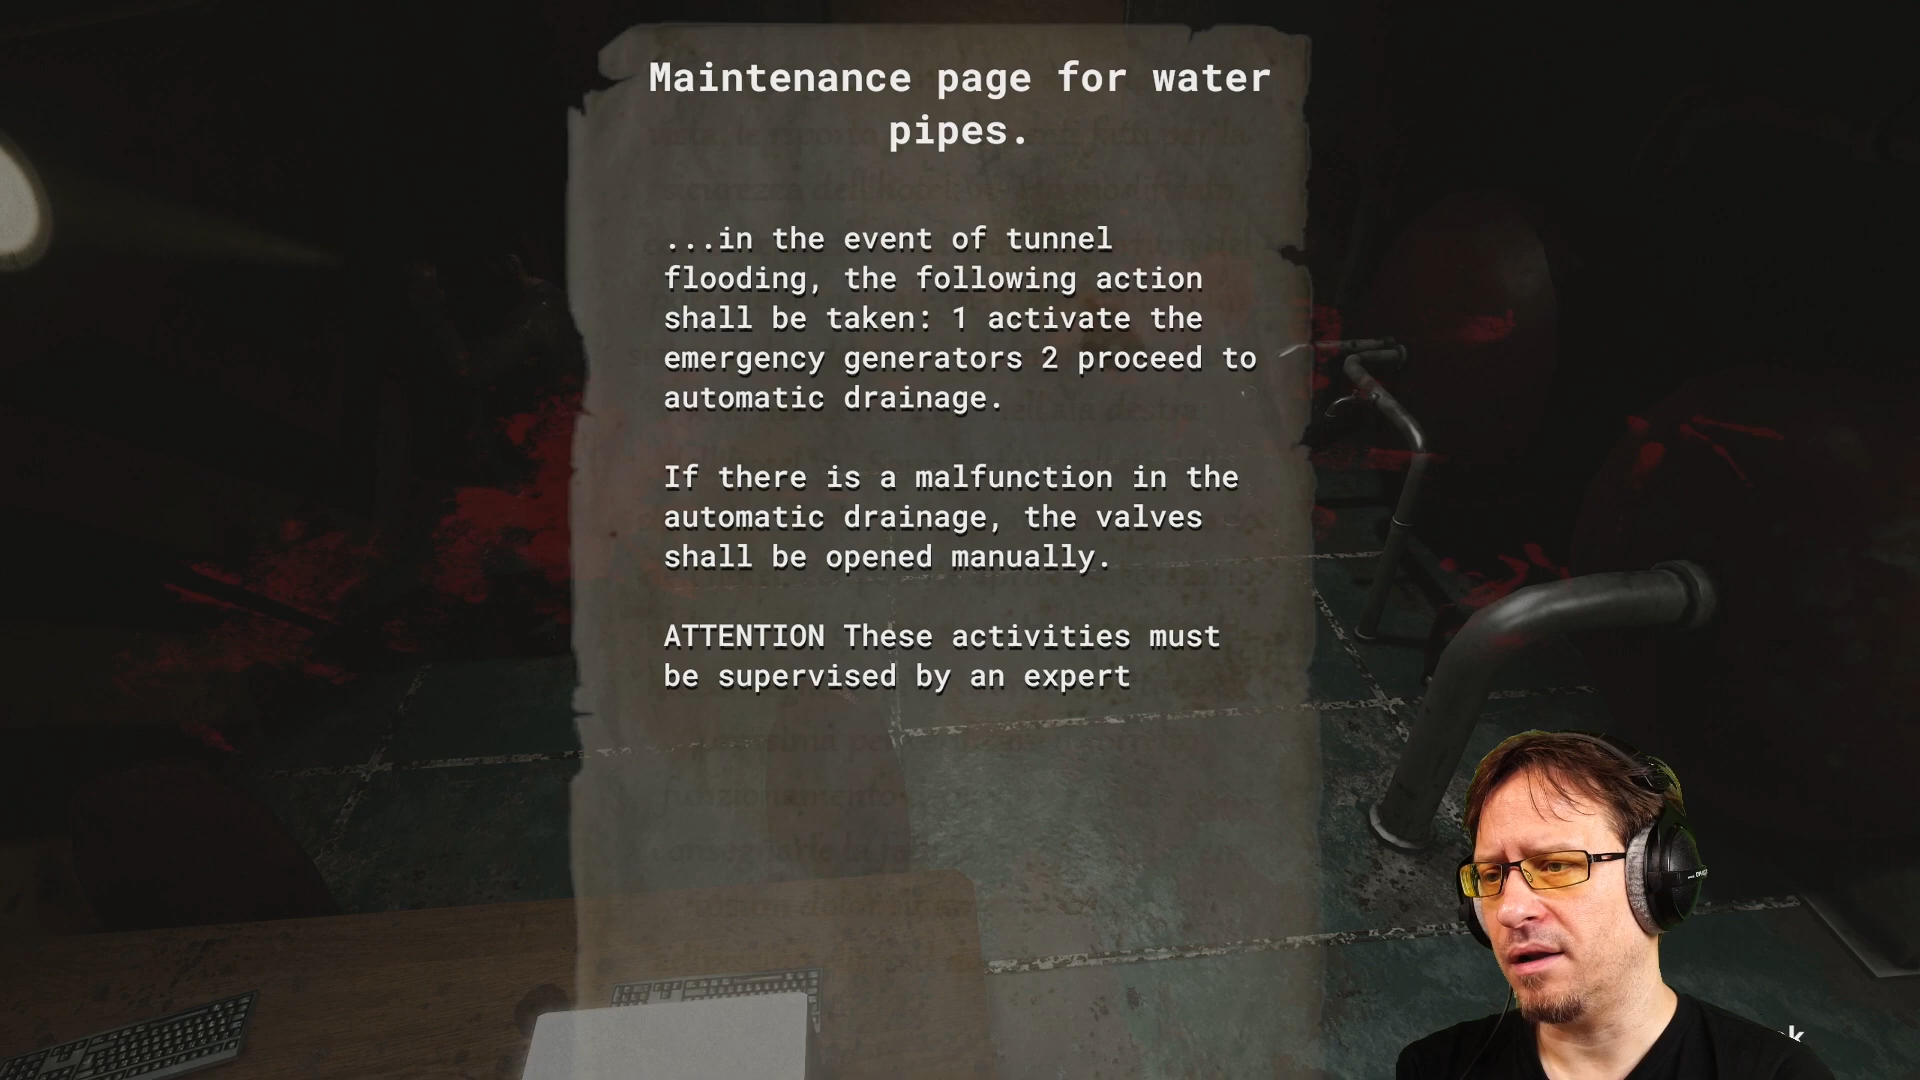 Maintenance page for water
pipes.
...in the event of tunnel
flooding, the following action
shall be taken: 1 activate the
emergency generators 2 proceed to
automatic drainage.
If there is a malfunction in the
automatic drainage, the valves
shall be opened manually.
ATTENTION These activities must
be supervised by an expert